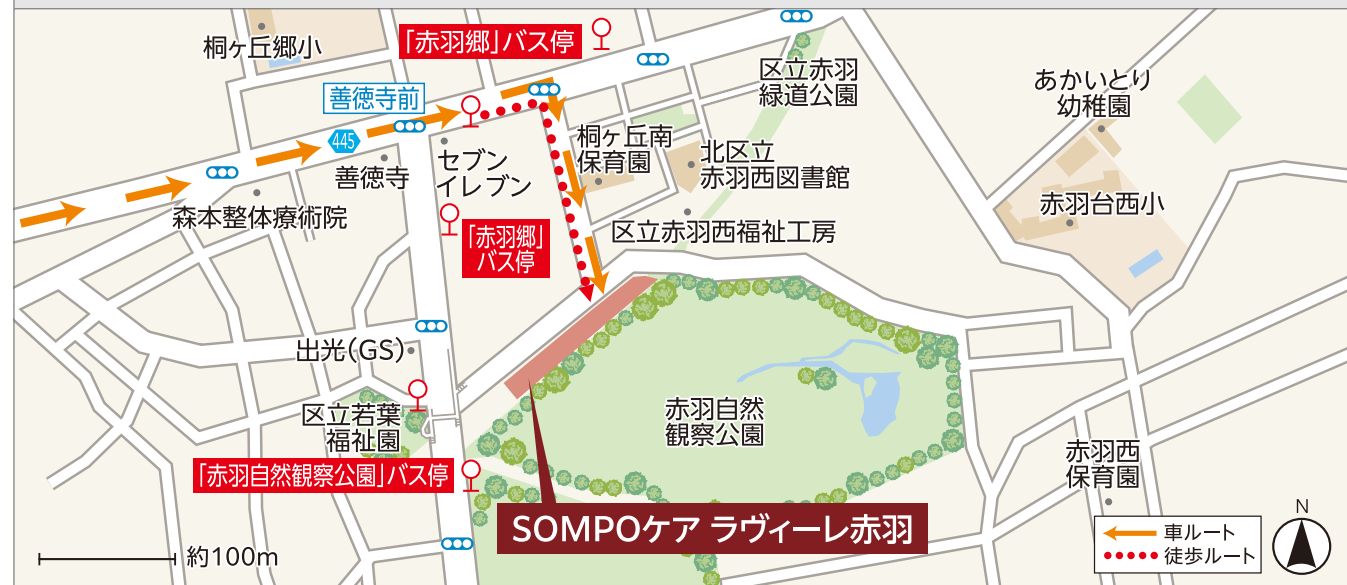 桐ヶ丘郷小
「赤羽郷」バス停
区立赤羽
緑道公園
あかいとり
幼稚園
善徳寺前
445
善徳寺
セブン
イレブン
桐ヶ丘南
保育園
北区立
赤羽西図書館
森本整体療術院
「赤羽郷」
バス停
区立赤羽西福祉工房
赤羽台西小
出光(GS)
区立若葉
福祉園
赤羽自然
観察公園
「赤羽自然観察公園」バス停
赤羽西
保育園
SOMPOケア ラヴィーレ赤羽
約100m
車ルート
徒歩ルート
N